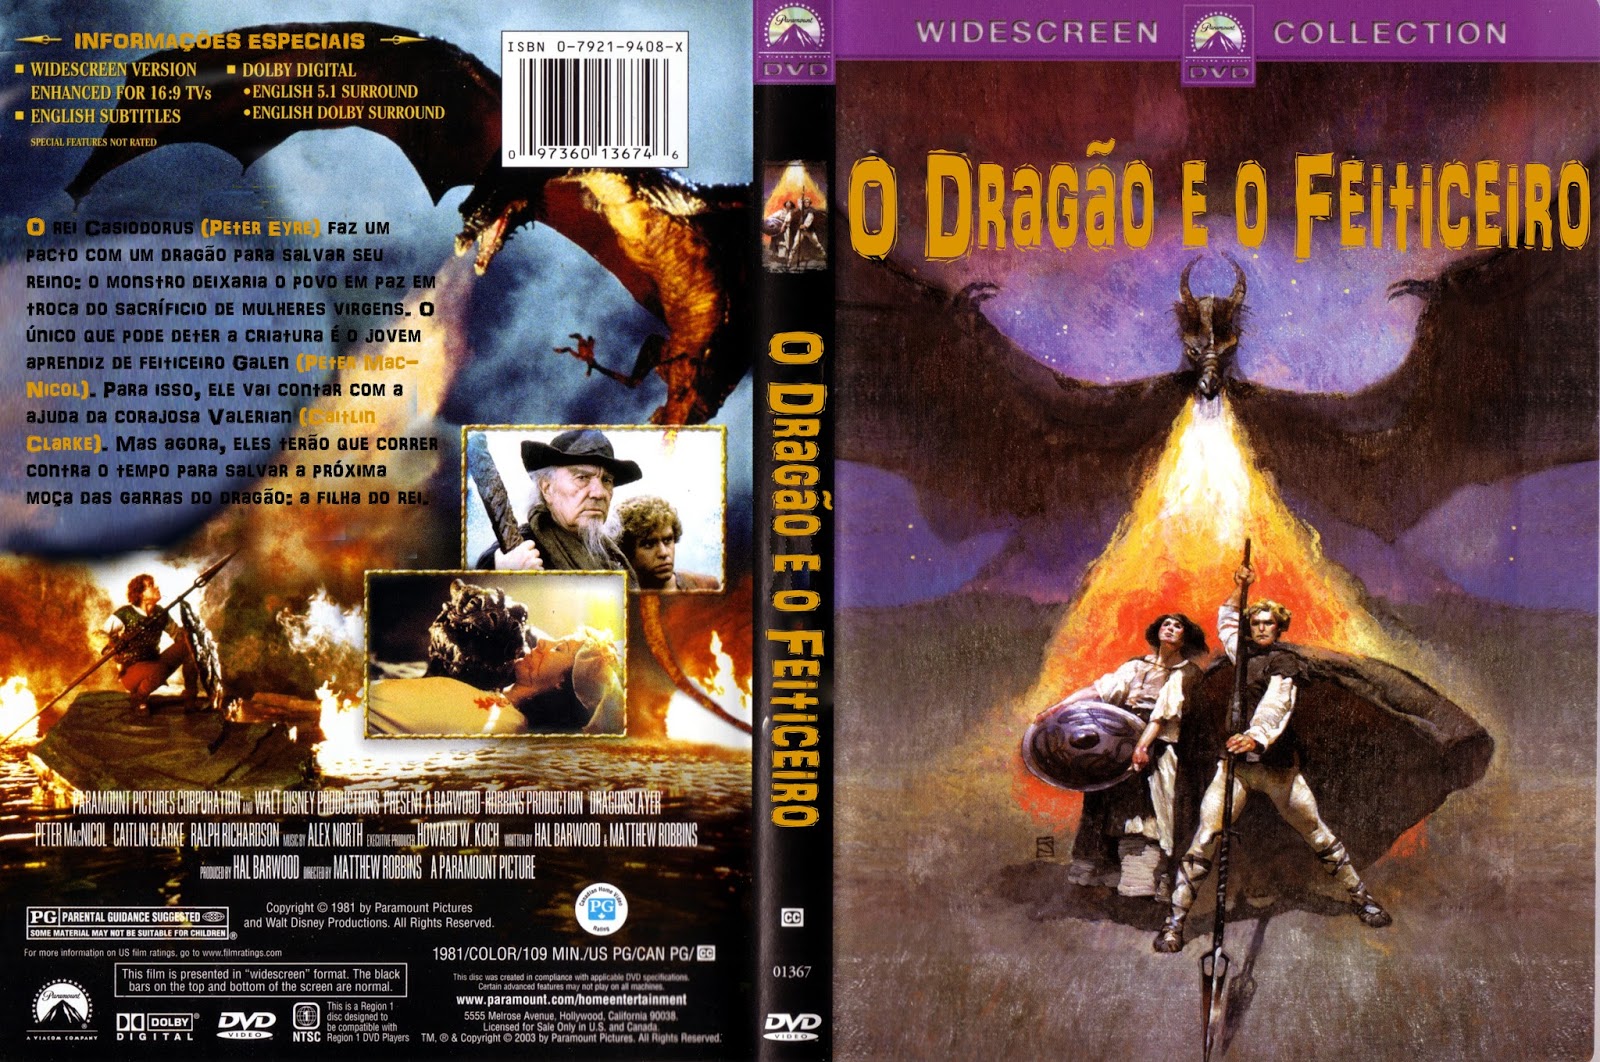 INFORMAÇÕES ESPECIAIS
WIDESCREEN VERSION
ENHANCED FOR 16:9 TVs
ENGLISH SUBTITLES
SPECIAL FEATURES NOT RATED
DOLBY DIGITAL
•ENGLISH 5.1 SURROUND
•ENGLISH DOLBY SURROUND
ISBN 0-7921-9408-X
0 97360 13674 6
O rei Casiodorus (Peter Eyre) faz um
pacto com um dragão para salvar seu
reino: o monstro deixaria o povo em paz em
troca do sacríficio de mulheres virgens. O
único que pode deter a criatura é o jovem
aprendiz de feiticeiro Galen (Peter Mac-
Nicol). Para isso, ele vai contar com a
ajuda da corajosa Valerian (Caitlin
Clarke). Mas agora, eles terão que correr
contra o tempo para salvar a próxima
moça das garras do dragão: a filha do rei.
PARAMOUNT PICTURES CORPORATION AND WALT DISNEY PRODUCTIONS PRESENT A BARWOOD-ROBBINS PRODUCTION DRAGONSLAYER
PETER MacNICOL CAITLIN CLARKE RALPH RICHARDSON MUSIC BY ALEX NORTH EXECUTIVE PRODUCER HOWARD W. KOCH WRITTEN BY HAL BARWOOD & MATTHEW ROBBINS
PRODUCED BY HAL BARWOOD DIRECTED BY MATTHEW ROBBINS A PARAMOUNT PICTURE
PG PARENTAL GUIDANCE SUGGESTED
SOME MATERIAL MAY NOT BE SUITABLE FOR CHILDREN ®
For more information on US film ratings, go to www.filmratings.com
Copyright © 1981 by Paramount Pictures
and Walt Disney Productions. All Rights Reserved.
Canadian Home Video
PG
Rating
1981/COLOR/109 MIN./US PG/CAN PG/ CC
This film is presented in “widescreen” format. The black
bars on the top and bottom of the screen are normal.
This disc was created in compliance with applicable DVD specifications.
Certain advanced features may not play on all machines.
www.paramount.com/homeentertainment
5555 Melrose Avenue, Hollywood, California 90038.
Licensed for Sale Only in U.S. and Canada.
TM, ® & Copyright © 2003 by Paramount Pictures. All Rights Reserved.
Paramount
A VIACOM COMPANY
DOLBY
DIGITAL
DVD
VIDEO
1
NTSC
This is a Region 1
disc designed to
be compatible with
Region 1 DVD Players
Paramount
DVD
O Dragão e o Feiticeiro
CC
01367
DVD
VIDEO
WIDESCREEN
Paramount
DVD
COLLECTION
O Dragão e o Feiticeiro